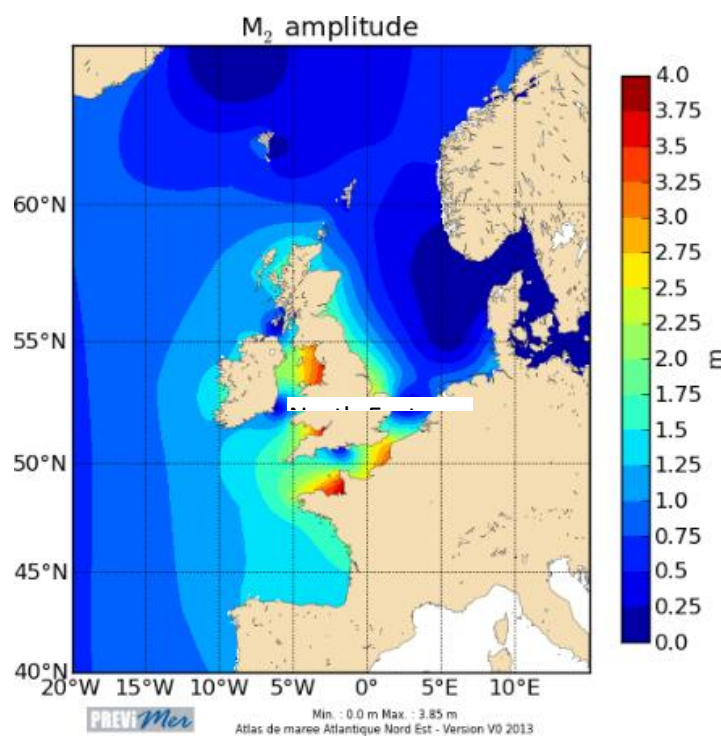 M₂ amplitude
4.0
3.75
3.5
3.25
3.0
2.75
2.5
2.25
2.0
1.75
1.5
1.25
1.0
0.75
0.5
0.25
0.0
m
60°N
55°N
50°N
45°N
40°N
20°W 15°W 10°W 5°W 0° 5°E 10°E
PREViMer
Min. : 0.0 m Max. : 3.85 m
Atlas de maree Atlantique Nord Est - Version V0 2013